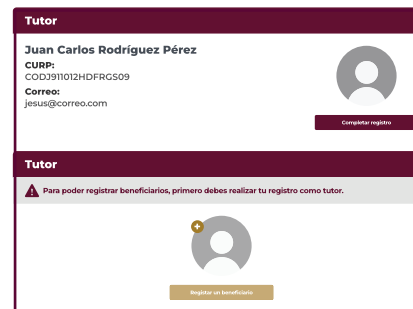 Tutor
Juan Carlos Rodríguez Pérez
CURP:
CODJ911012HDFRGS09
Correo:
jesus@correo.com
Completar registro
Tutor
Para poder registrar beneficiarios, primero debes realizar tu registro como tutor.
Registar un beneficiario